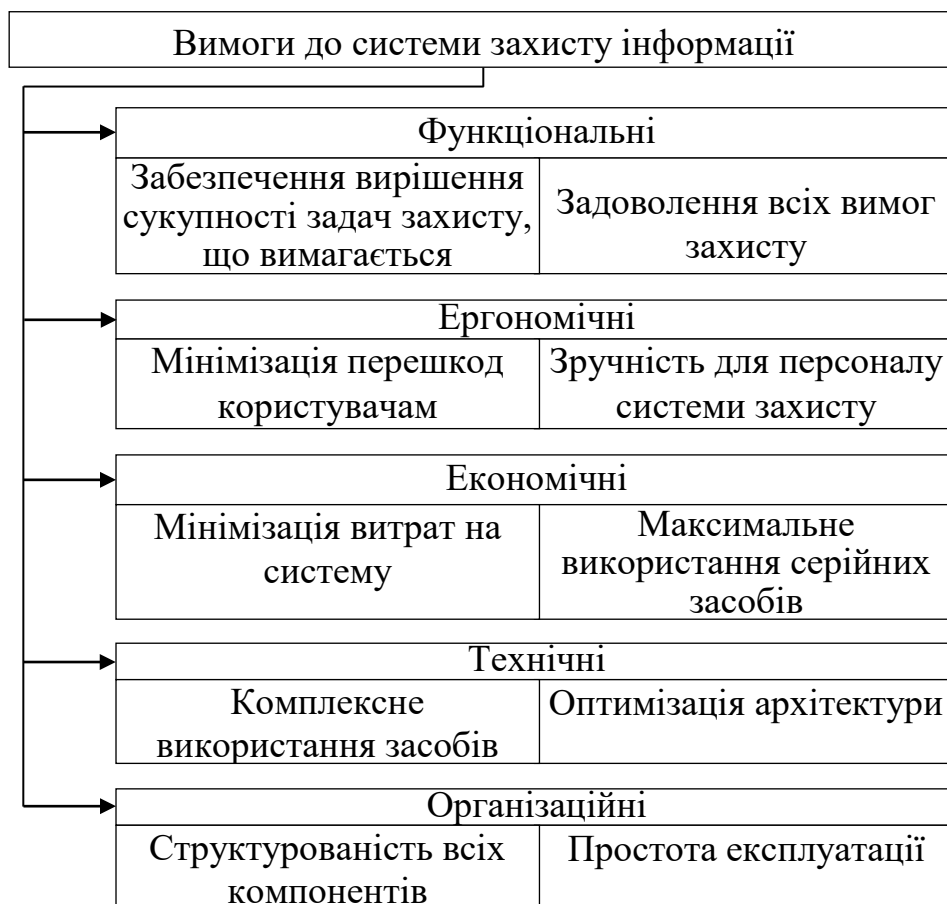 Вимоги до системи захисту інформації
Функціональні
Забезпечення вирішення
сукупності задач захисту,
що вимагається
Задоволення всіх вимог
захисту
Ергономічні
Мінімізація перешкод
користувачам
Зручність для персоналу
системи захисту
Економічні
Мінімізація витрат на
систему
Максимальне
використання серійних
засобів
Технічні
Комплексне
використання засобів
Оптимізація архітектури
Організаційні
Структурованість всіх
компонентів
Простота експлуатації